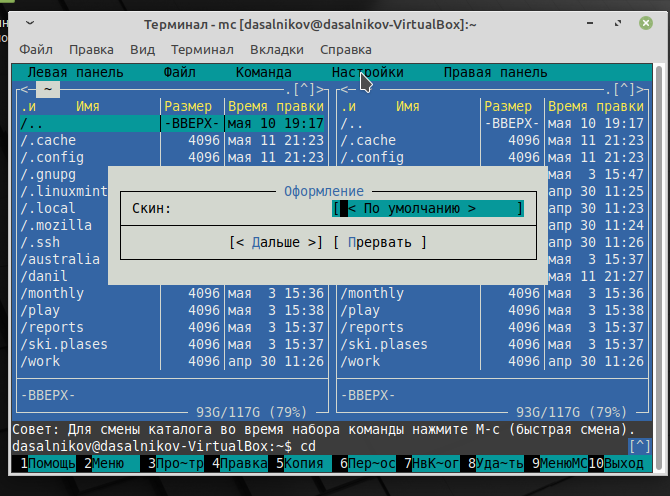 Терминал - mc [dasalnikov@dasalnikov-VirtualBox]:~
Файл Правка Вид Терминал Вкладки Справка
Левая панель Файл Команда Настройки Правая панель
<─ ~ ─────.[^]> <─ ~ ─────.[^]>
.и Имя Размер Время правки .и Имя Размер Время правки
/.. -ВВЕРХ- мая 10 19:17 /.. -ВВЕРХ- мая 10 19:17
/.cache 4096 мая 11 21:23 /.cache 4096 мая 11 21:23
/.config 4096 мая 11 21:23 /.config 4096 мая 11 21:23
/.gnupg мая 3 15:47
/.linuxmint апр 30 11:25
/.local апр 30 11:23
/.mozilla апр 30 11:24
/.ssh апр 30 11:26
/australia мая 3 15:37
/danil мая 11 21:27
Оформление
Скин: [ < По умолчанию > ]
[< Дальше >] [ Прервать ]
/monthly 4096 мая 3 15:36 /monthly 4096 мая 3 15:36
/play 4096 мая 3 15:38 /play 4096 мая 3 15:38
/reports 4096 мая 3 15:37 /reports 4096 мая 3 15:37
/ski.plases 4096 мая 3 15:37 /ski.plases 4096 мая 3 15:37
/work 4096 апр 30 11:26 /work 4096 апр 30 11:26
-ВВЕРХ- -ВВЕРХ-
93G/117G (79%) 93G/117G (79%)
Совет: Для смены каталога во время набора команды нажмите M-c (быстрая смена).
dasalnikov@dasalnikov-VirtualBox:~$ cd [^]
1Помощь 2Меню 3Про~тр 4Правка 5Копия 6Пер~ос 7НвК~ог 8Уда~ть 9МенюМС 10Выход